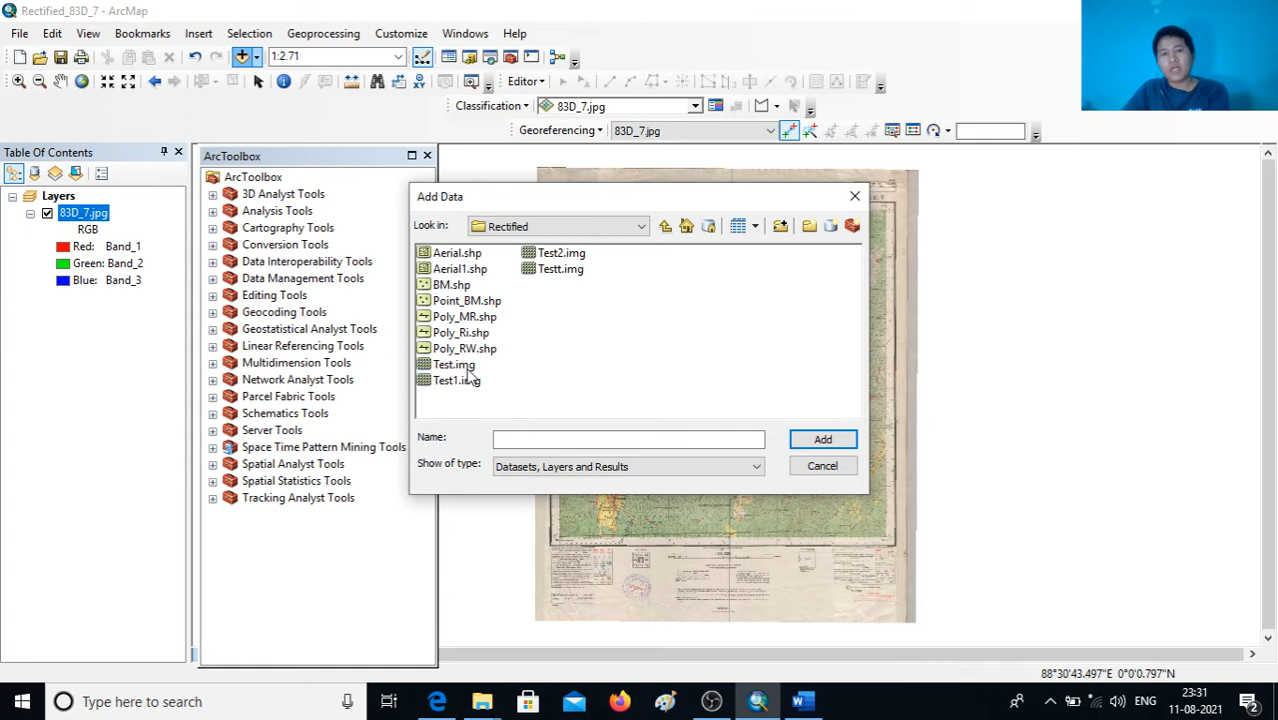 Rectified_83D_7 - ArcMap
File Edit View Bookmarks Insert Selection Geoprocessing Customize Windows Help
1:2.71
Editor
Classification 83D_7.jpg
Georeferencing 83D_7.jpg
Table Of Contents
Layers
83D_7.jpg
RGB
Red: Band_1
Green: Band_2
Blue: Band_3
ArcToolbox
ArcToolbox
3D Analyst Tools
Analysis Tools
Cartography Tools
Conversion Tools
Data Interoperability Tools
Data Management Tools
Editing Tools
Geocoding Tools
Geostatistical Analyst Tools
Linear Referencing Tools
Multidimension Tools
Network Analyst Tools
Parcel Fabric Tools
Schematics Tools
Server Tools
Space Time Pattern Mining Tools
Spatial Analyst Tools
Spatial Statistics Tools
Tracking Analyst Tools
Add Data
Look in: Rectified
Aerial.shp
Aerial1.shp
BM.shp
Point_BM.shp
Poly_MR.shp
Poly_Ri.shp
Poly_RW.shp
Test.img
Test1.img
Test2.img
Testt.img
Name:
Add
Show of type: Datasets, Layers and Results
Cancel
88°30'43.497"E 0°0'0.797"N
Type here to search
ENG
23:31
11-08-2021
2